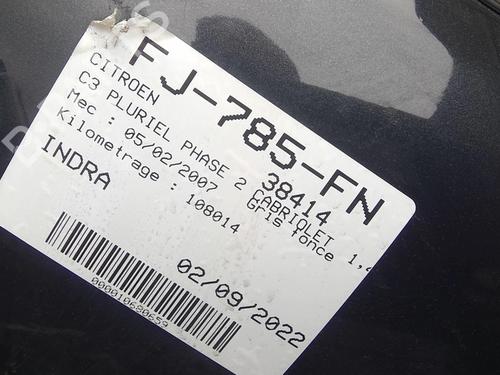 FJ-785-FN
38414
CITROEN
C3 PLURIEL PHASE 2 CABRIOLET 1,
Mec : 05/02/2007 Gris fonce
Kilometrage : 108014
INDRA
02/09/2022
0000010680659